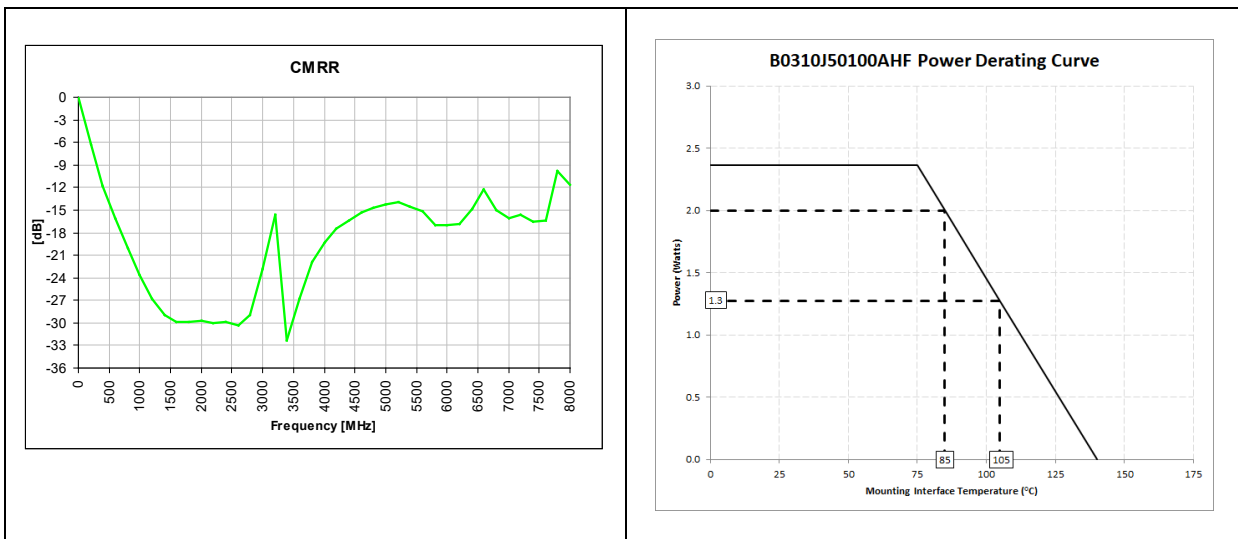 CMRR
0
-3
-6
-9
-12
-15
-18
-21
-24
-27
-30
-33
-36
[dB]
0 500 1000 1500 2000 2500 3000 3500 4000 4500 5000 5500 6000 6500 7000 7500 8000
Frequency [MHz]
B0310J50100AHF Power Derating Curve
3.0
2.5
2.0
1.5
1.3
1.0
0.5
0.0
Power (Watts)
85 105
0 25 50 75 100 125 150 175
Mounting Interface Temperature (°C)